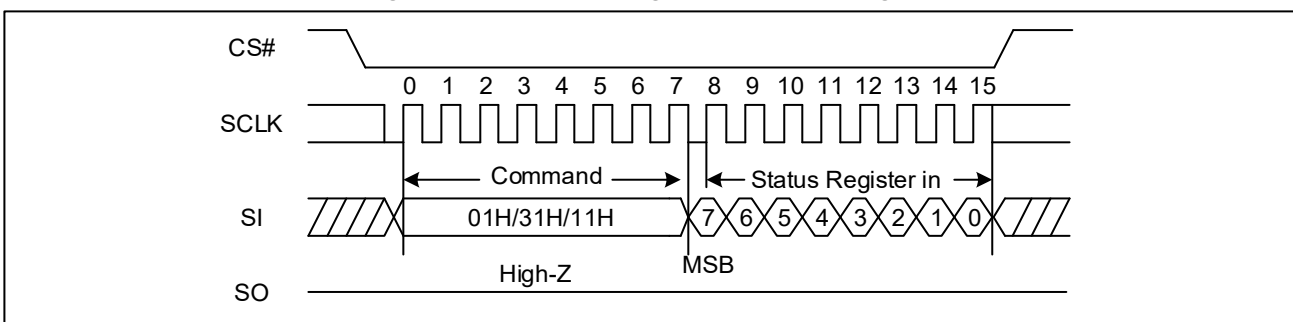 CS#
0 1 2 3 4 5 6 7 8 9 10 11 12 13 14 15
SCLK
Command Status Register in
SI 01H/31H/11H 7 6 5 4 3 2 1 0
High-Z MSB
SO